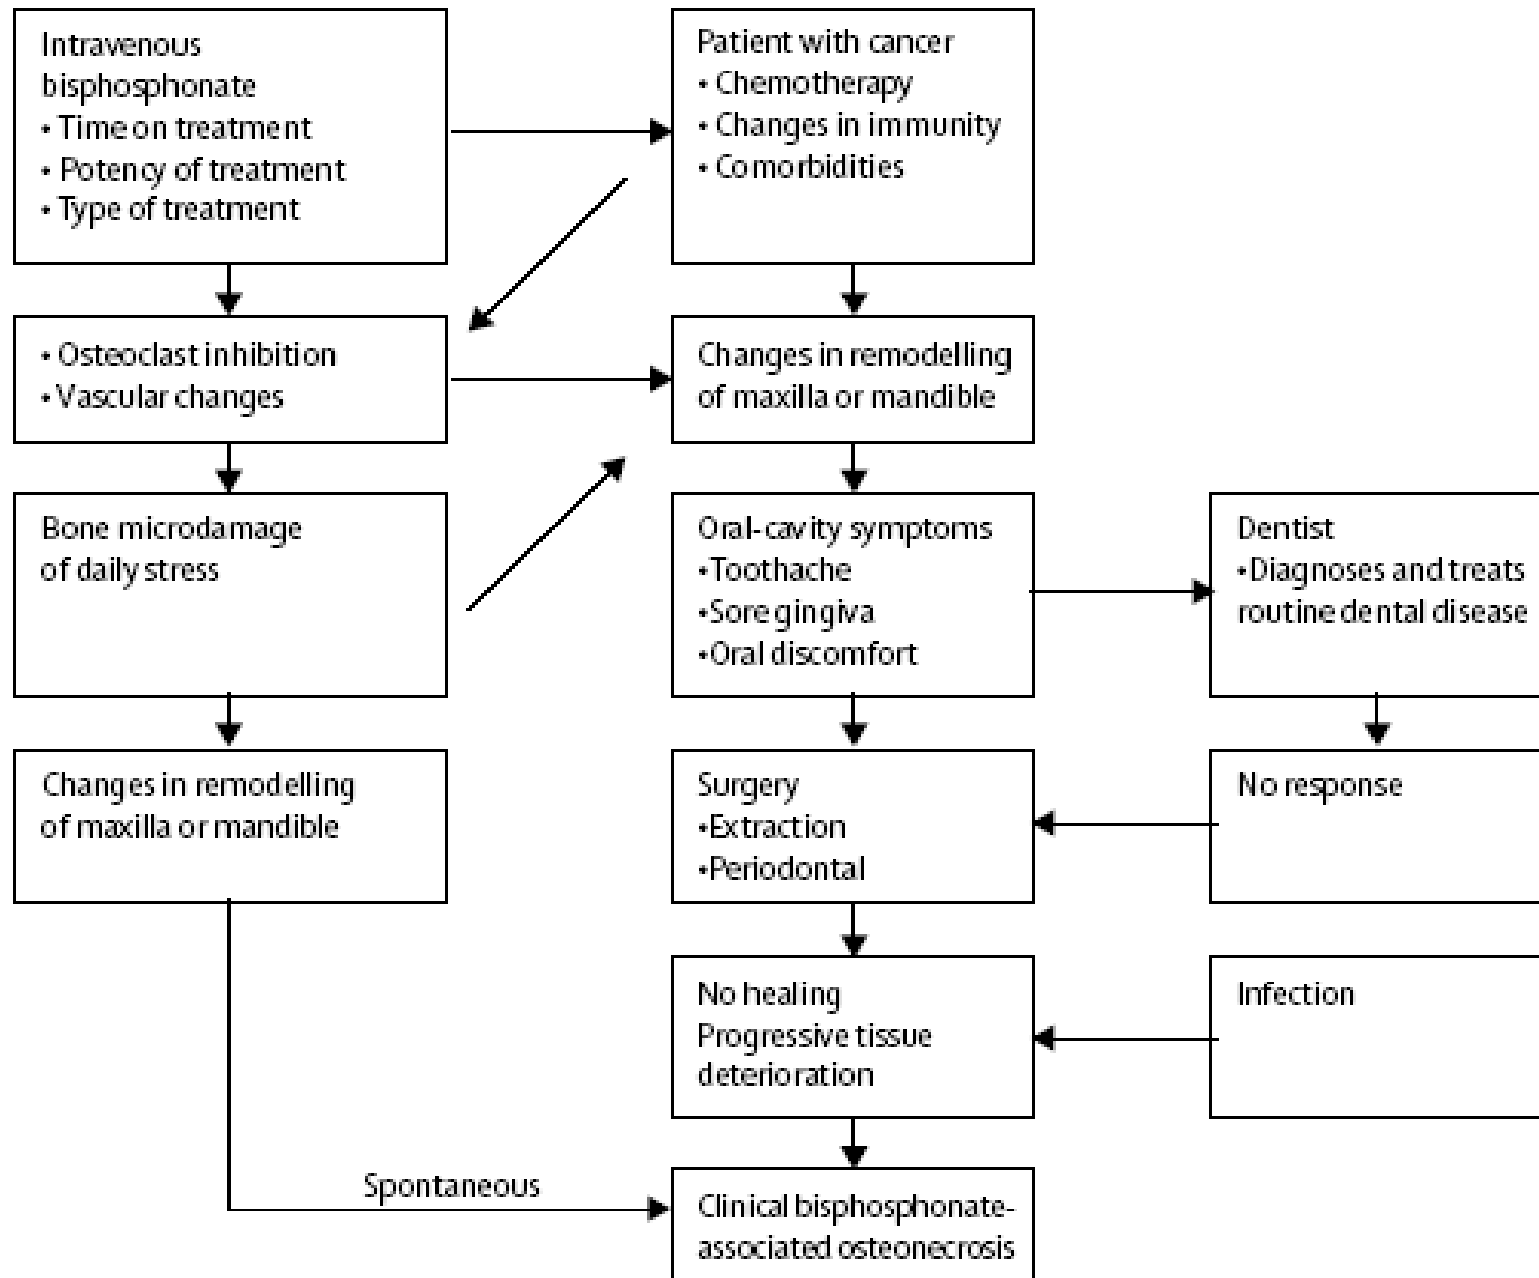 Intravenous
bisphosphonate
• Time on treatment
• Potency of treatment
• Type of treatment
Patient with cancer
• Chemotherapy
• Changes in immunity
• Comorbidities
• Osteoclast inhibition
• Vascular changes
Changes in remodelling
of maxilla or mandible
Bone microdamage
of daily stress
Oral-cavity symptoms
•Toothache
•Sore gingiva
•Oral discomfort
Dentist
•Diagnoses and treats
routine dental disease
Changes in remodelling
of maxilla or mandible
Surgery
•Extraction
•Periodontal
No response
No healing
Progressive tissue
deterioration
Infection
Spontaneous
Clinical bisphosphonate-
associated osteonecrosis